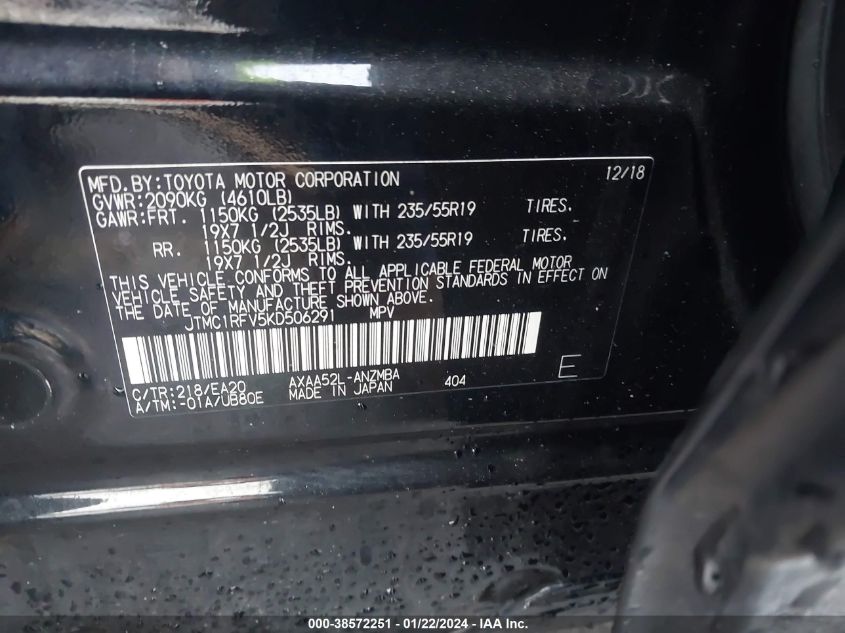 MFD.BY:TOYOTA MOTOR CORPORATION 12/18
GVWR:2090KG (4610LB)
GAWR:FRT. 1150KG (2535LB) WITH 235/55R19 TIRES.
19X7 1/2J RIMS.
RR. 1150KG (2535LB) WITH 235/55R19 TIRES.
19X7 1/2J RIMS.
THIS VEHICLE CONFORMS TO ALL APPLICABLE FEDERAL MOTOR
VEHICLE SAFETY AND THEFT PREVENTION STANDARDS IN EFFECT ON
THE DATE OF MANUFACTURE SHOWN ABOVE.
JTMC1RFV5KD506291 MPV
C/TR:218/EA20 AXAA52L-ANZMBA 404 E
A/TM:-01A/UB80E MADE IN JAPAN
000-38572251 - 01/22/2024 - IAAI.COM